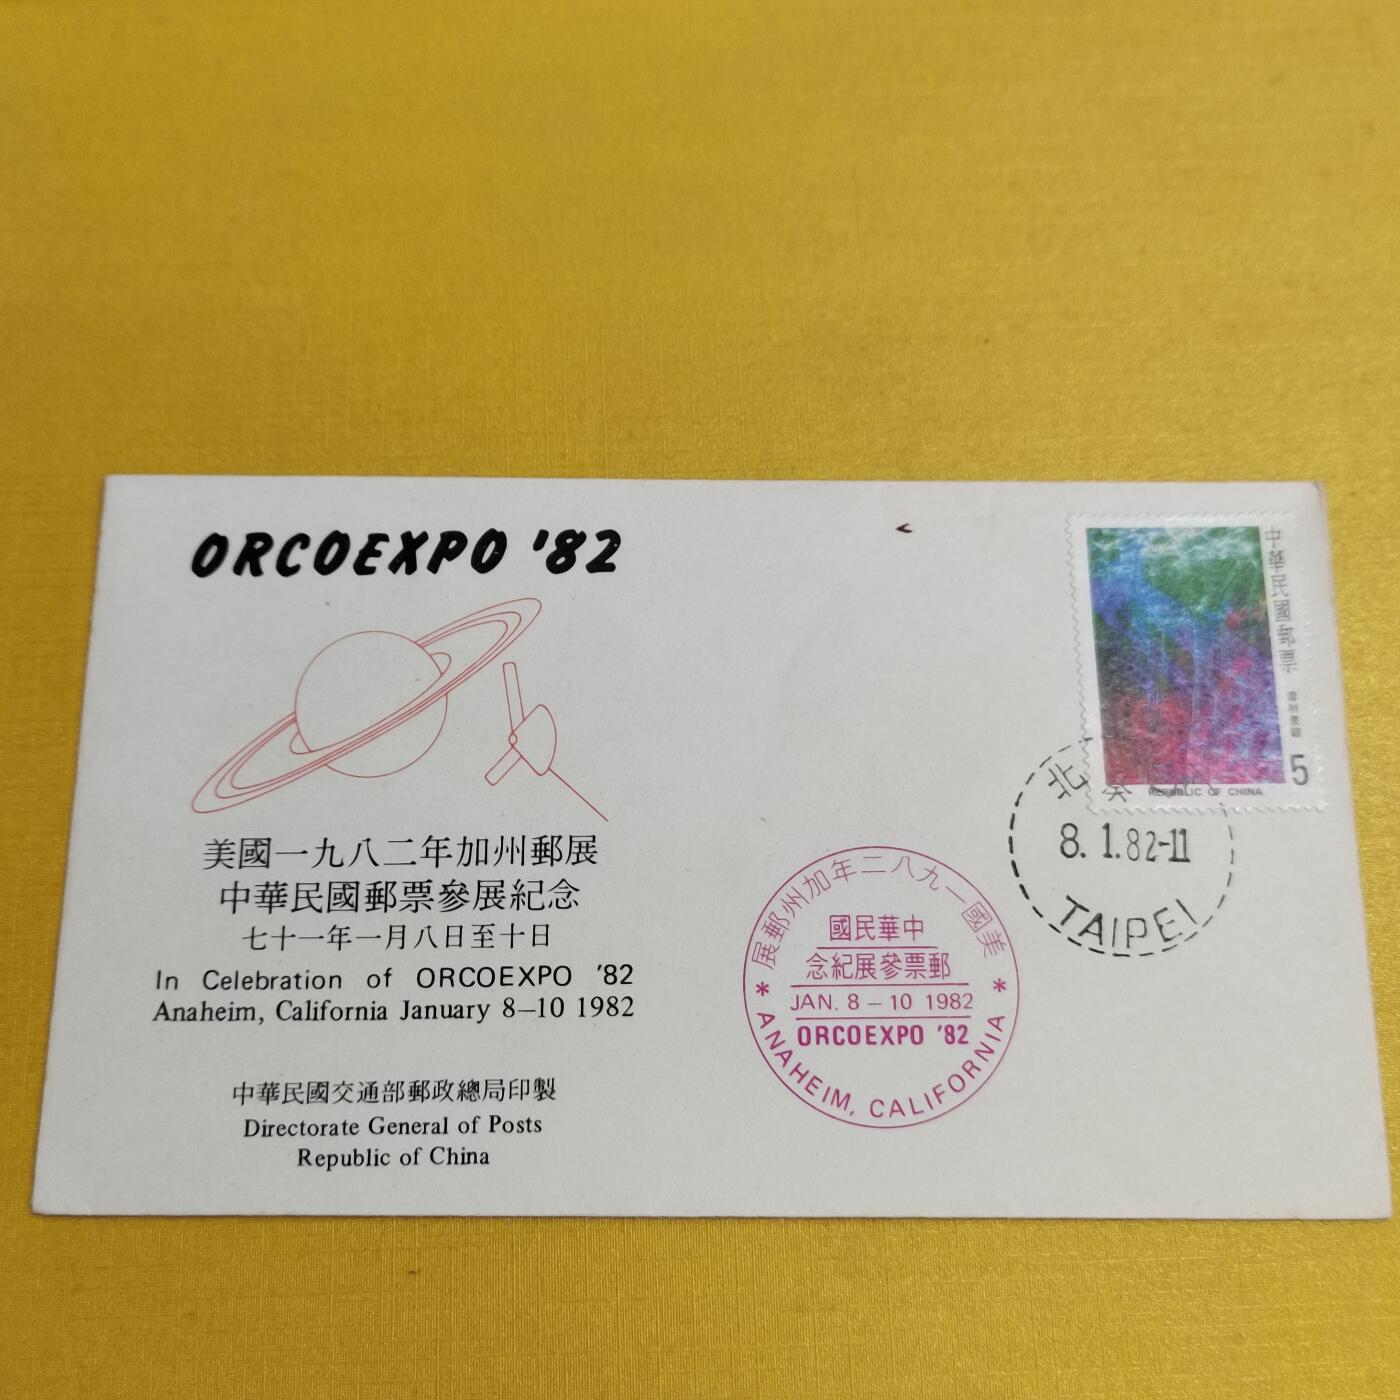 ORCOEXPO '82
美國一九八二年加州郵展
中華民國郵票參展紀念
七十一年一月八日至十日
In Celebration of ORCOEXPO '82
Anaheim, California January 8–10 1982
中華民國交通部郵政總局印製
Directorate General of Posts
Republic of China
中華民國郵票
5
REPUBLIC OF CHINA
8.1.82-11
TAIPEI
展郵州加年二八九一國美
國民華中
念紀展參票郵
JAN. 8 – 10 1982
ORCOEXPO '82
* ANAHEIM, CALIFORNIA *